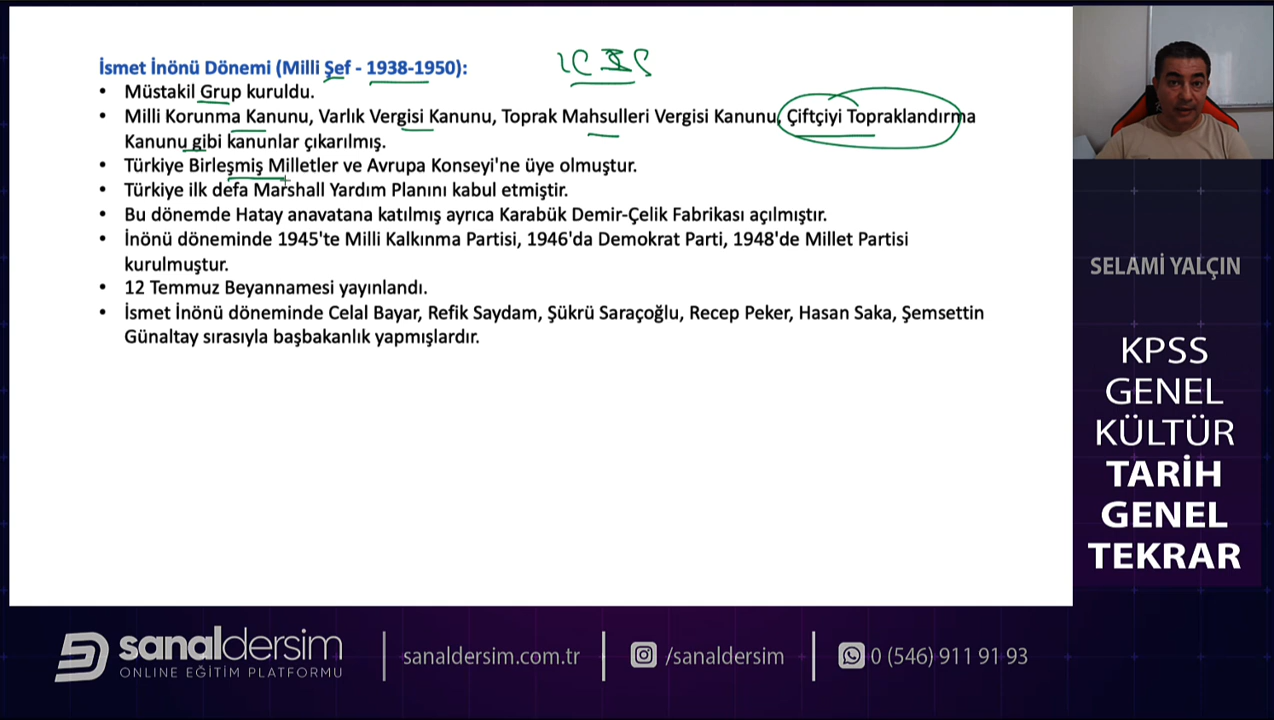 İsmet İnönü Dönemi (Milli Şef - 1938-1950):
• Müstakil Grup kuruldu.
• Milli Korunma Kanunu, Varlık Vergisi Kanunu, Toprak Mahsulleri Vergisi Kanunu, Çiftçiyi Topraklandırma
Kanunu gibi kanunlar çıkarılmış.
• Türkiye Birleşmiş Milletler ve Avrupa Konseyi'ne üye olmuştur.
• Türkiye ilk defa Marshall Yardım Planını kabul etmiştir.
• Bu dönemde Hatay anavatana katılmış ayrıca Karabük Demir-Çelik Fabrikası açılmıştır.
• İnönü döneminde 1945'te Milli Kalkınma Partisi, 1946'da Demokrat Parti, 1948'de Millet Partisi
kurulmuştur.
• 12 Temmuz Beyannamesi yayınlandı.
• İsmet İnönü döneminde Celal Bayar, Refik Saydam, Şükrü Saraçoğlu, Recep Peker, Hasan Saka, Şemsettin
Günaltay sırasıyla başbakanlık yapmışlardır.
SELAMİ YALÇIN
KPSS
GENEL
KÜLTÜR
TARİH
GENEL
TEKRAR
sanaldersim
ONLINE EĞİTİM PLATFORMU
sanaldersim.com.tr
/sanaldersim
0 (546) 911 91 93